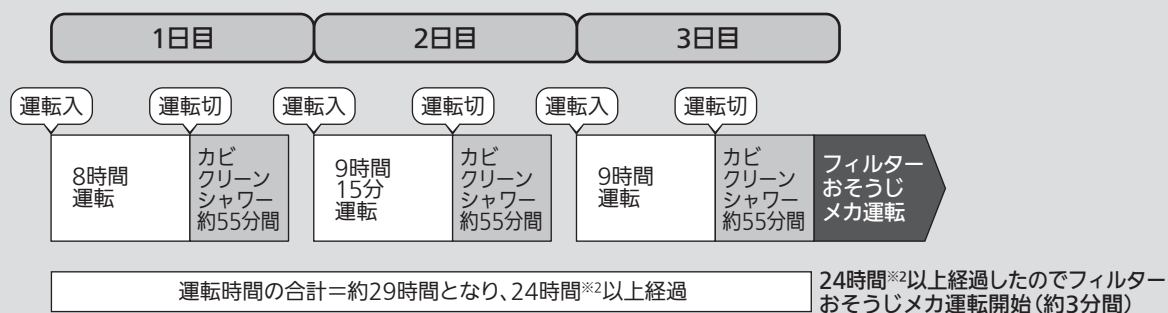 1日目
2日目
3日目
運転入
運転切
運転入
運転切
運転入
運転切
8時間
運転
カビ
クリーン
シャワー
約55分間
9時間
15分
運転
カビ
クリーン
シャワー
約55分間
9時間
運転
カビ
クリーン
シャワー
約55分間
フィルター
おそうじ
メカ運転
運転時間の合計＝約29時間となり、24時間※2以上経過
24時間※2以上経過したのでフィルター
おそうじメカ運転開始（約3分間）